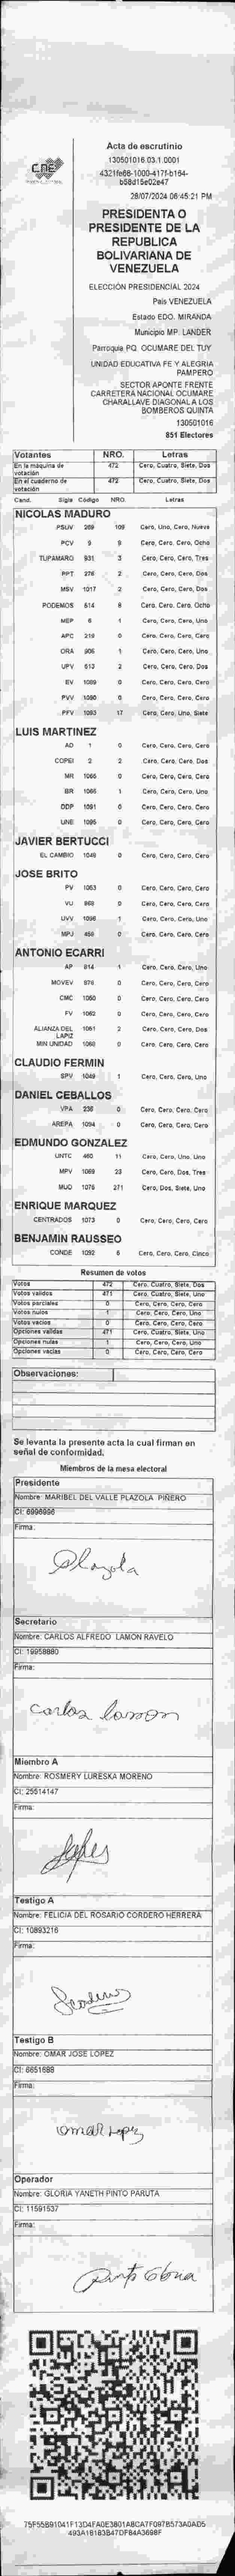 CNE
Acta de escrutinio
130501016.03.1.0001
4321fe68-1000-417f-b164-
b58d15e02e47
28/07/2024 06:45:21 PM
PRESIDENTA O
PRESIDENTE DE LA
REPUBLICA
BOLIVARIANA DE
VENEZUELA
ELECCIÓN PRESIDENCIAL 2024
País VENEZUELA
Estado EDO. MIRANDA
Municipio MP. LANDER
Parroquia PQ. OCUMARE DEL TUY
UNIDAD EDUCATIVA FE Y ALEGRIA
PAMPERO
SECTOR APONTE FRENTE
CARRETERA NACIONAL OCUMARE
CHARALLAVE DIAGONAL A LOS
BOMBEROS QUINTA
130501016
851 Electores
Votantes NRO. Letras
En la máquina de votación 472 Cero, Cuatro, Siete, Dos
En el cuaderno de votación 472 Cero, Cuatro, Siete, Dos
Cand. Sigla Código NRO. Letras
NICOLAS MADURO
PSUV 269 109 Cero, Uno, Cero, Nueve
PCV 9 8 Cero, Cero, Cero, Ocho
TUPAMARO 931 3 Cero, Cero, Cero, Tres
PPT 276 2 Cero, Cero, Cero, Dos
MSV 1017 2 Cero, Cero, Cero, Dos
PODEMOS 514 8 Cero, Cero, Cero, Ocho
MEP 6 1 Cero, Cero, Cero, Uno
APC 219 0 Cero, Cero, Cero, Cero
ORA 906 1 Cero, Cero, Cero, Uno
UPV 613 2 Cero, Cero, Cero, Dos
EV 1089 0 Cero, Cero, Cero, Cero
PVV 1090 0 Cero, Cero, Cero, Cero
PFV 1093 17 Cero, Cero, Uno, Siete
LUIS MARTINEZ
AD 1 0 Cero, Cero, Cero, Cero
COPEI 2 2 Cero, Cero, Cero, Dos
MR 1065 0 Cero, Cero, Cero, Cero
BR 1066 1 Cero, Cero, Cero, Uno
DDP 1091 0 Cero, Cero, Cero, Cero
UNE 1095 0 Cero, Cero, Cero, Cero
JAVIER BERTUCCI
EL CAMBIO 1048 0 Cero, Cero, Cero, Cero
JOSE BRITO
PV 1053 0 Cero, Cero, Cero, Cero
VU 868 0 Cero, Cero, Cero, Cero
UVV 1096 1 Cero, Cero, Cero, Uno
MPJ 456 0 Cero, Cero, Cero, Cero
ANTONIO ECARRI
AP 814 1 Cero, Cero, Cero, Uno
MOVEV 976 0 Cero, Cero, Cero, Cero
CMC 1050 0 Cero, Cero, Cero, Cero
FV 1062 0 Cero, Cero, Cero, Cero
ALIANZA DEL LAPIZ 1061 2 Cero, Cero, Cero, Dos
MIN UNIDAD 1068 0 Cero, Cero, Cero, Cero
CLAUDIO FERMIN
SPV 1049 1 Cero, Cero, Cero, Uno
DANIEL CEBALLOS
VPA 236 0 Cero, Cero, Cero, Cero
AREPA 1094 0 Cero, Cero, Cero, Cero
EDMUNDO GONZALEZ
UNTC 460 11 Cero, Cero, Uno, Uno
MPV 1069 23 Cero, Cero, Dos, Tres
MUD 1076 271 Cero, Dos, Siete, Uno
ENRIQUE MARQUEZ
CENTRADOS 1073 0 Cero, Cero, Cero, Cero
BENJAMIN RAUSSEO
CONDE 1092 5 Cero, Cero, Cero, Cinco
Resumen de votos
Votos 472 Cero, Cuatro, Siete, Dos
Votos válidos 471 Cero, Cuatro, Siete, Uno
Votos parciales 0 Cero, Cero, Cero, Cero
Votos nulos 1 Cero, Cero, Cero, Uno
Votos vacíos 0 Cero, Cero, Cero, Cero
Opciones válidas 471 Cero, Cuatro, Siete, Uno
Opciones nulas 1 Cero, Cero, Cero, Uno
Opciones vacías 0 Cero, Cero, Cero, Cero
Observaciones:
Se levanta la presente acta la cual firman en
señal de conformidad.
Miembros de la mesa electoral
Presidente
Nombre: MARIBEL DEL VALLE PLAZOLA PIÑERO
CI: 6996996
Firma:
Plazola
Secretario
Nombre: CARLOS ALFREDO LAMON RAVELO
CI: 19958880
Firma:
carlos lamon
Miembro A
Nombre: ROSMERY LURESKA MORENO
CI: 25614147
Firma:
Testigo A
Nombre: FELICIA DEL ROSARIO CORDERO HERRERA
CI: 10893216
Firma:
Testigo B
Nombre: OMAR JOSE LOPEZ
CI: 6651688
Firma:
omar lopez
Operador
Nombre: GLORIA YANETH PINTO PARUTA
CI: 11591537
Firma:
Pinto Gloria
75F55B91041F13D4FA0E3801A8CA7F097B573A0AD5
493A1B1B3B47DFB4A3698F